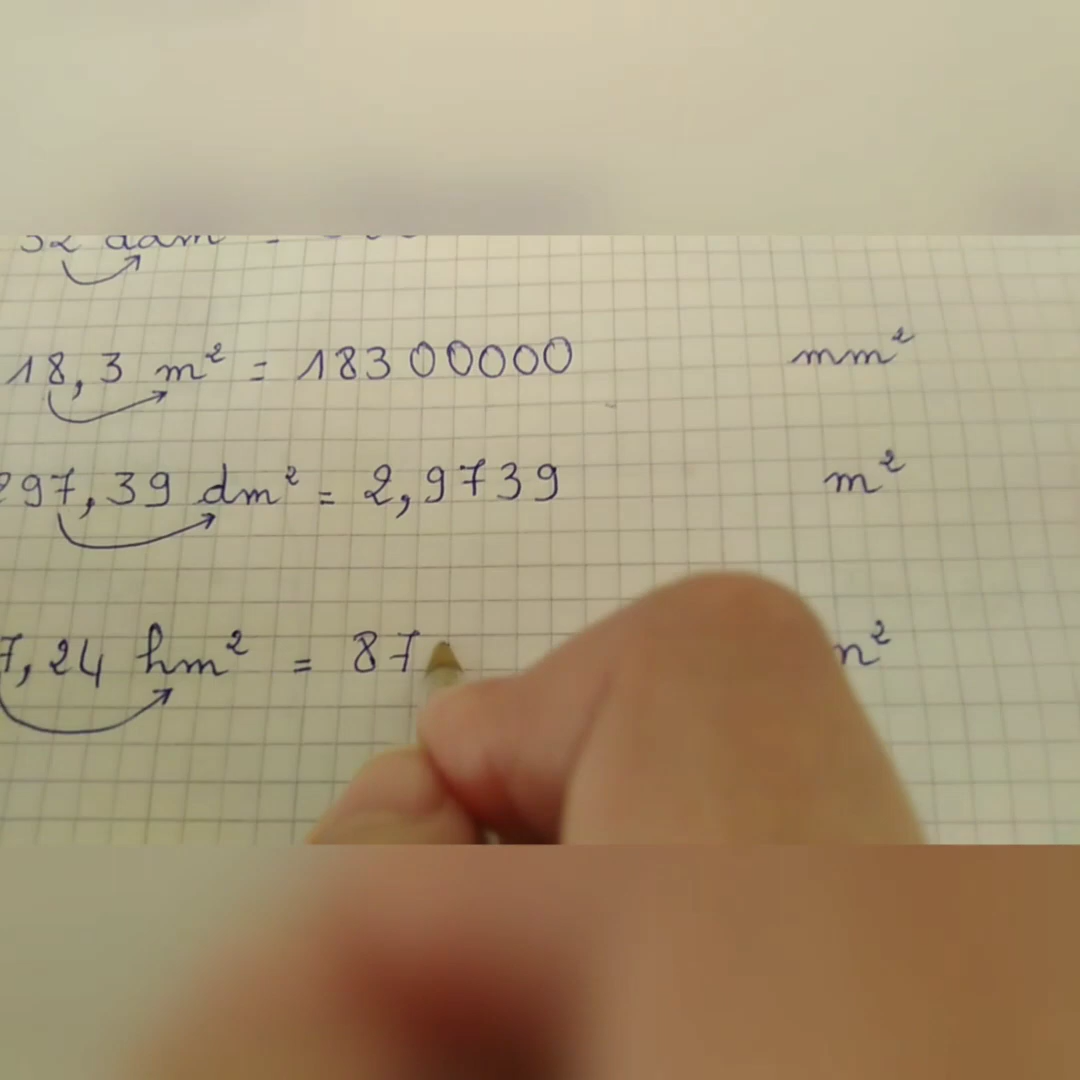 18,3 m² = 18300000 mm²
297,39 dm² = 2,9739 m²
7,24 hm² = 87